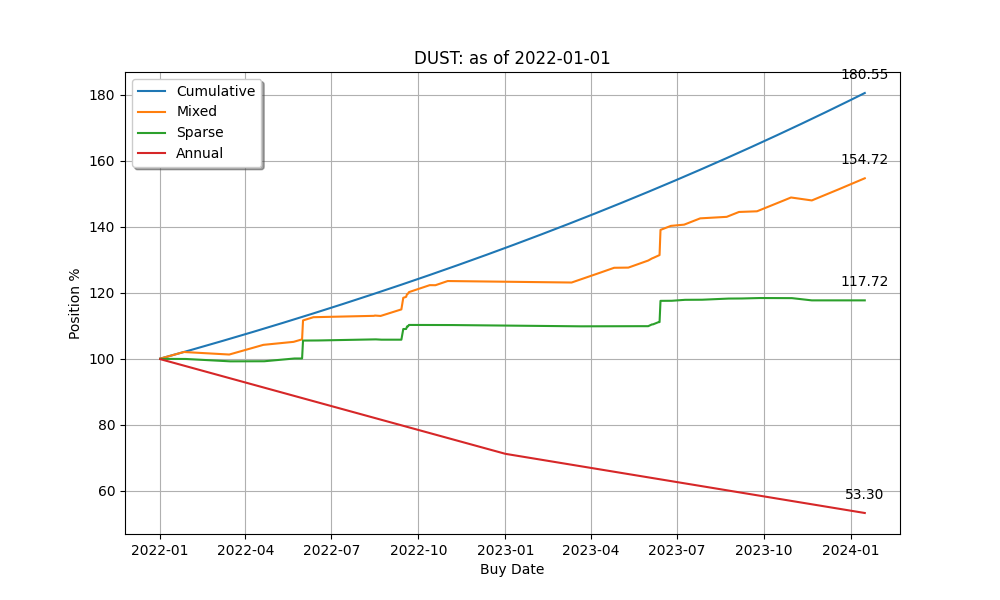 DUST: as of 2022-01-01
180.55
180
Cumulative
Mixed
Sparse
Annual
160
154.72
140
120
117.72
100
80
60
53.30
Position %
2022-01 2022-04 2022-07 2022-10 2023-01 2023-04 2023-07 2023-10 2024-01
Buy Date